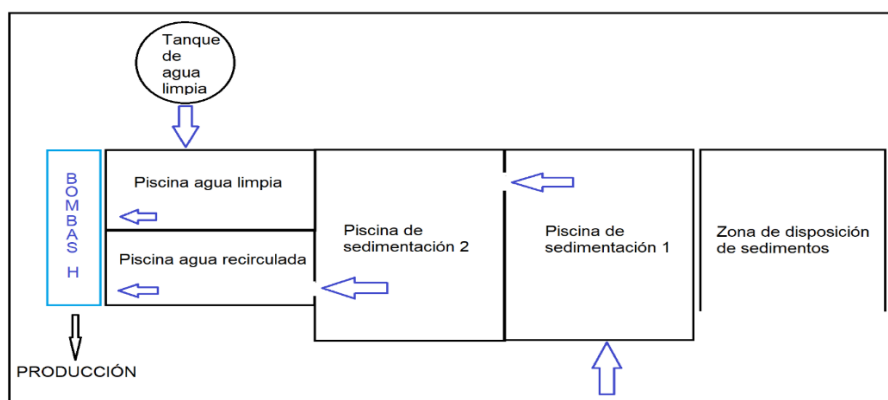 Tanque
de
agua
limpia
BOMBAS H
Piscina agua limpia
Piscina agua recirculada
Piscina de
sedimentación 2
Piscina de
sedimentación 1
Zona de disposición
de sedimentos
PRODUCCIÓN